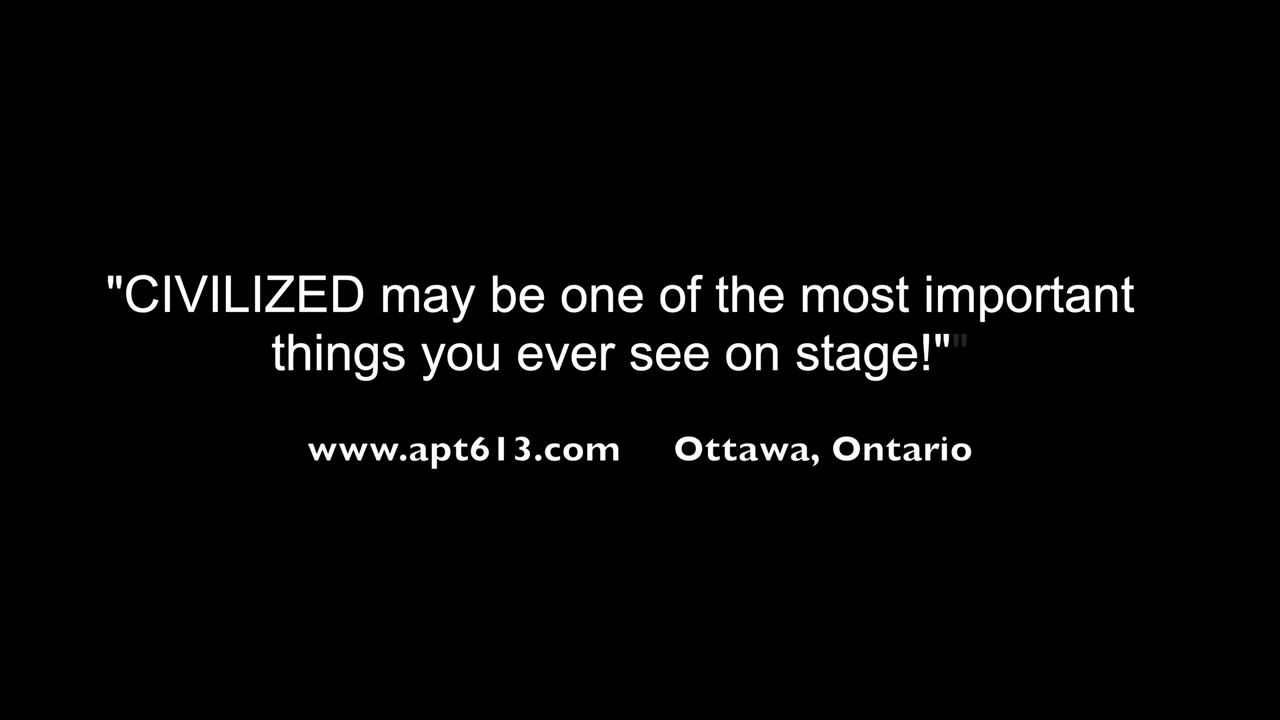 "CIVILIZED may be one of the most important
things you ever see on stage!""
www.apt613.com Ottawa, Ontario